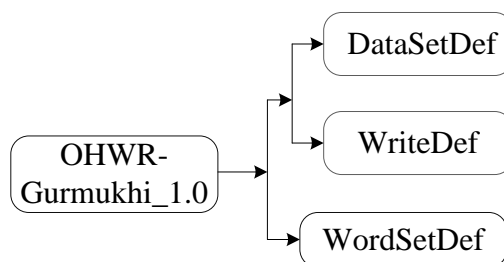 DataSetDef
OHWR-
Gurmukhi_1.0
WriteDef
WordSetDef